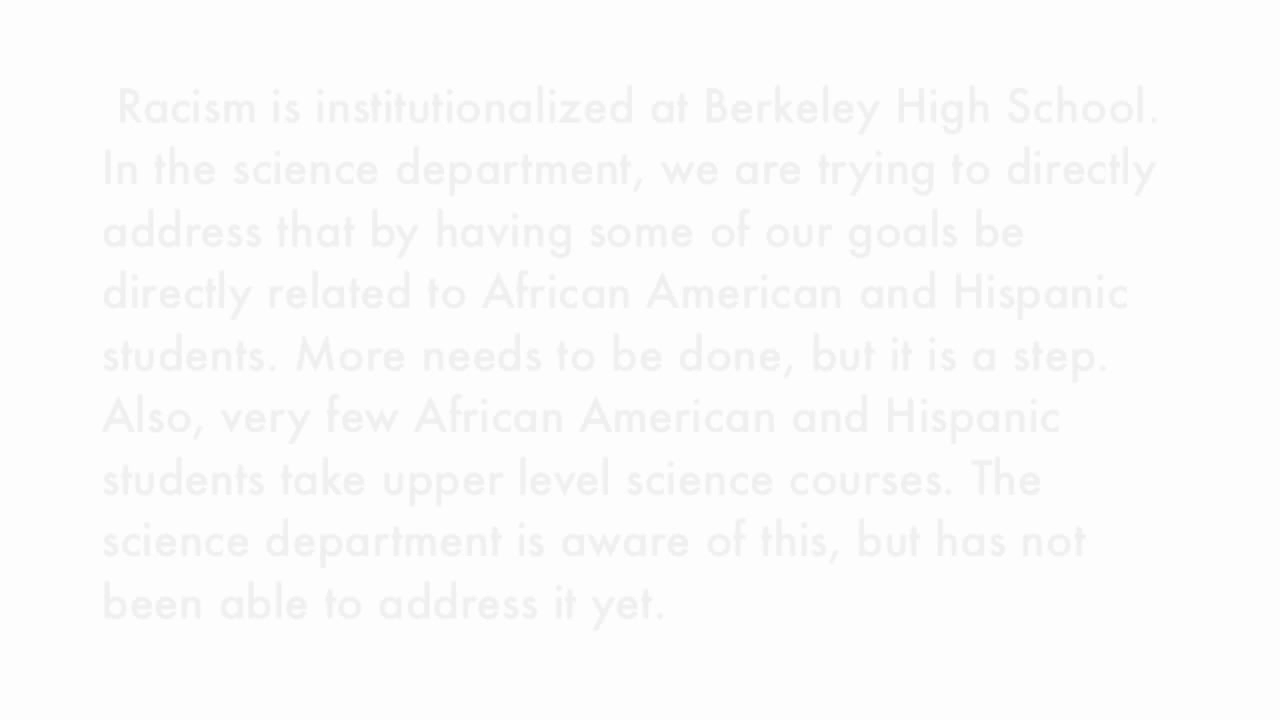 Racism is institutionalized at Berkeley High School.
In the science department, we are trying to directly
address that by having some of our goals be
directly related to African American and Hispanic
students. More needs to be done, but it is a step.
Also, very few African American and Hispanic
students take upper level science courses. The
science department is aware of this, but has not
been able to address it yet.